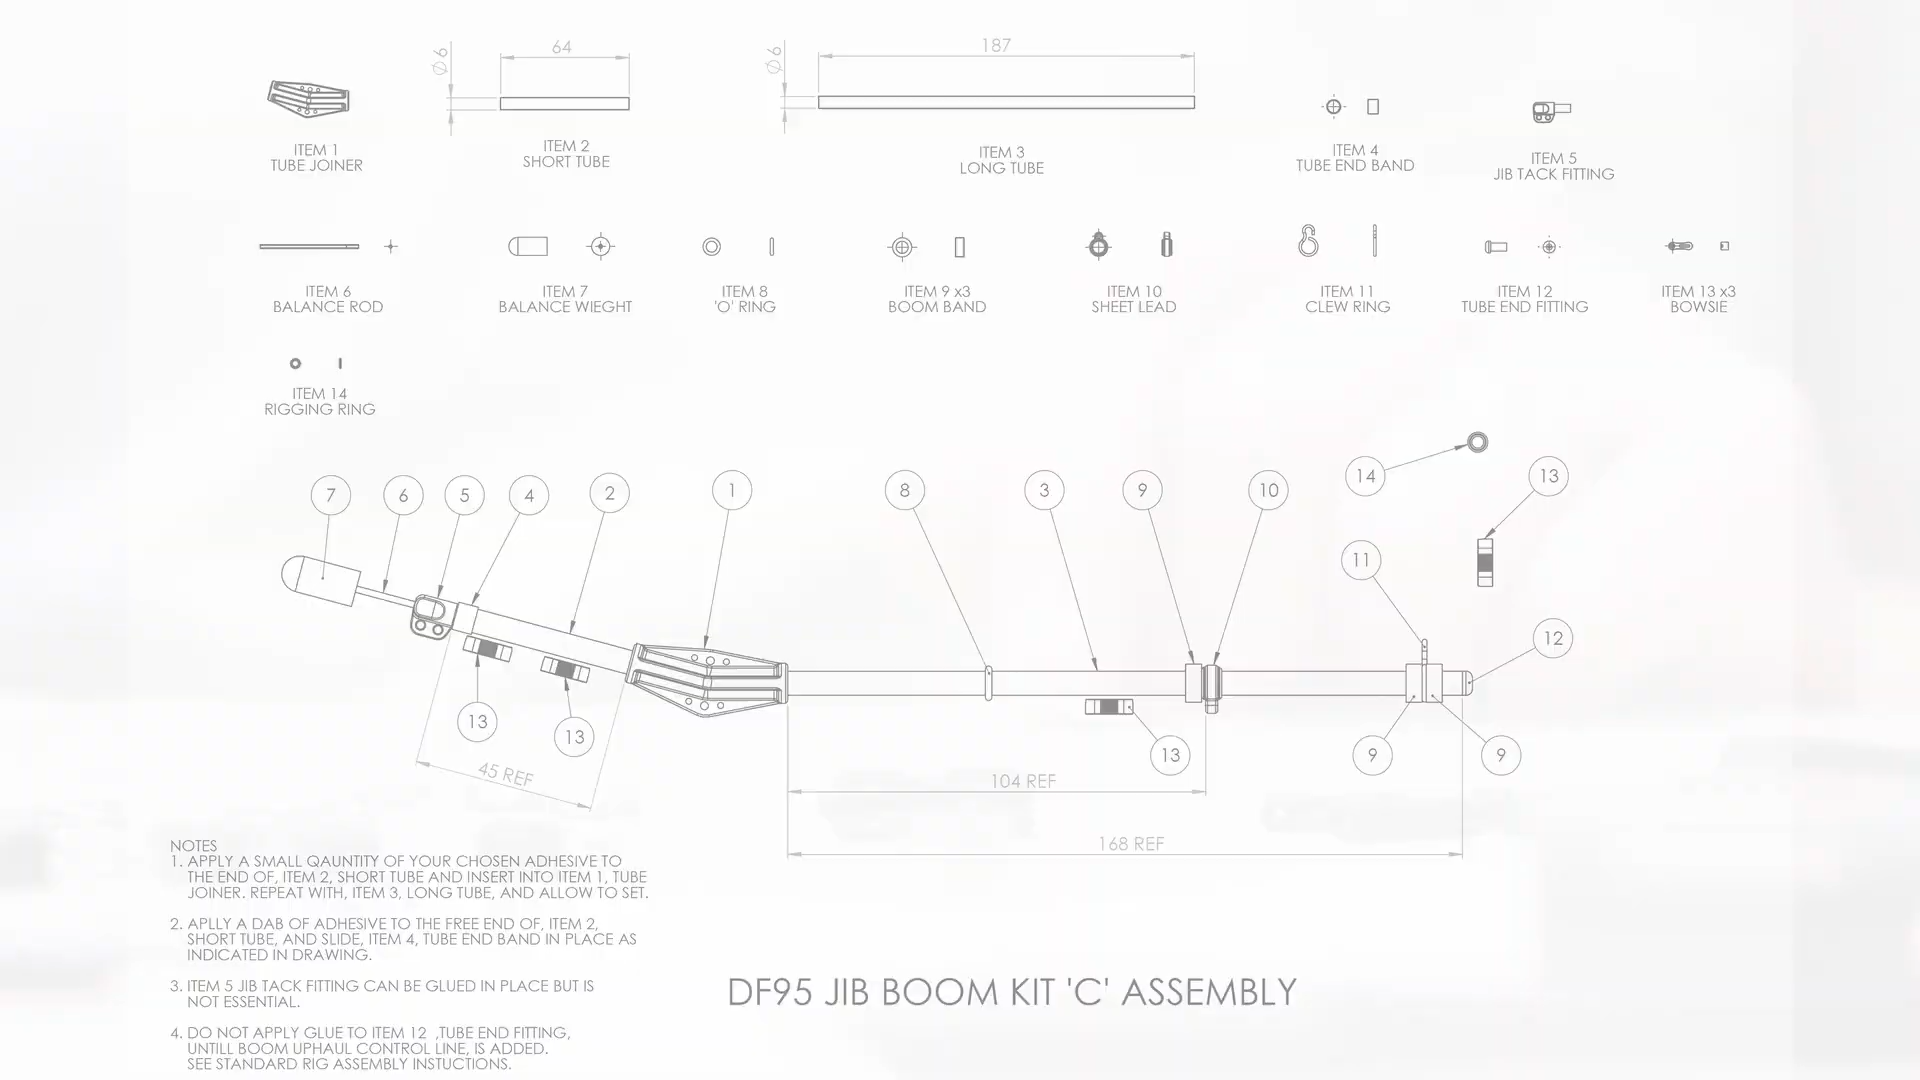 64
Ø 6
187
Ø 6
ITEM 1
TUBE JOINER
ITEM 2
SHORT TUBE
ITEM 3
LONG TUBE
ITEM 4
TUBE END BAND
ITEM 5
JIB TACK FITTING
ITEM 6
BALANCE ROD
ITEM 7
BALANCE WIEGHT
ITEM 8
'O' RING
ITEM 9 x3
BOOM BAND
ITEM 10
SHEET LEAD
ITEM 11
CLEW RING
ITEM 12
TUBE END FITTING
ITEM 13 x3
BOWSIE
ITEM 14
RIGGING RING
7
6
5
4
2
1
8
3
9
10
14
13
11
12
13
13
13
9
9
45 REF
104 REF
168 REF
NOTES
1. APPLY A SMALL QAUNTITY OF YOUR CHOSEN ADHESIVE TO
THE END OF, ITEM 2, SHORT TUBE AND INSERT INTO ITEM 1, TUBE
JOINER. REPEAT WITH, ITEM 3, LONG TUBE, AND ALLOW TO SET.
2. APLLY A DAB OF ADHESIVE TO THE FREE END OF, ITEM 2,
SHORT TUBE, AND SLIDE, ITEM 4, TUBE END BAND IN PLACE AS
INDICATED IN DRAWING.
3. ITEM 5 JIB TACK FITTING CAN BE GLUED IN PLACE BUT IS
NOT ESSENTIAL.
4. DO NOT APPLY GLUE TO ITEM 12 ,TUBE END FITTING,
UNTILL BOOM UPHAUL CONTROL LINE, IS ADDED.
SEE STANDARD RIG ASSEMBLY INSTUCTIONS.
DF95 JIB BOOM KIT 'C' ASSEMBLY